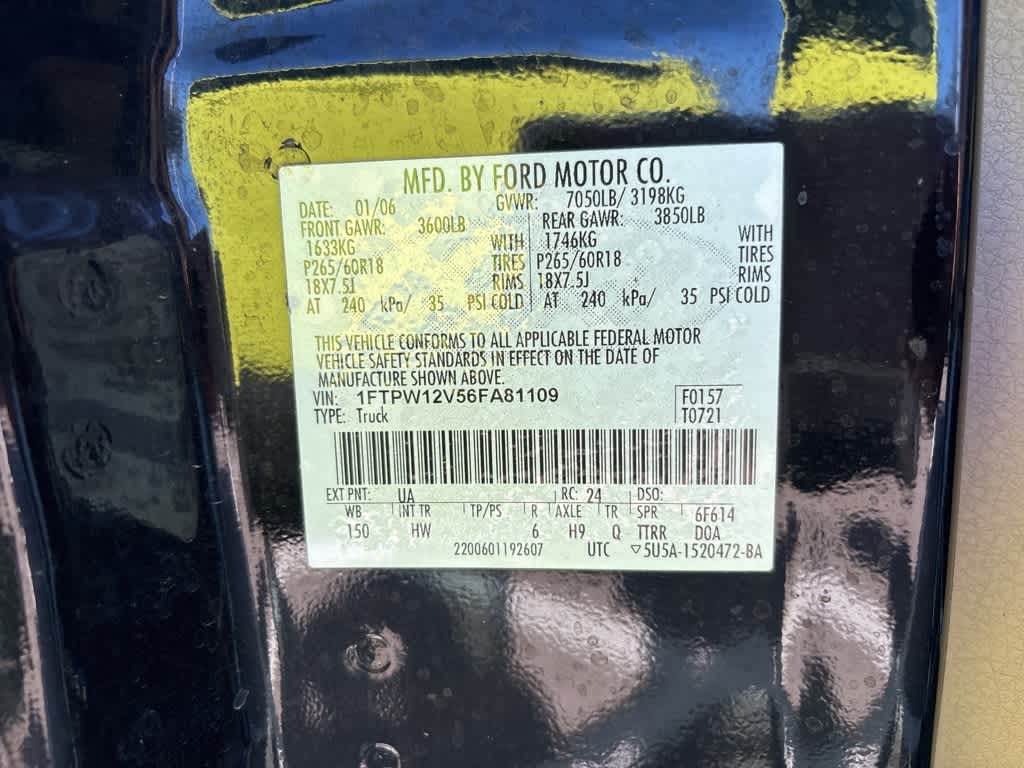 MFD. BY FORD MOTOR CO.
DATE: 01/06 GVWR: 7050LB/ 3198KG
FRONT GAWR: 3600LB REAR GAWR: 3850LB
1633KG WITH 1746KG WITH
P265/60R18 TIRES P265/60R18 TIRES
18X7.5J RIMS 18X7.5J RIMS
AT 240 kPa/ 35 PSI COLD AT 240 kPa/ 35 PSI COLD
THIS VEHICLE CONFORMS TO ALL APPLICABLE FEDERAL MOTOR
VEHICLE SAFETY STANDARDS IN EFFECT ON THE DATE OF
MANUFACTURE SHOWN ABOVE.
VIN: 1FTPW12V56FA81109 F0157
TYPE: Truck T0721
EXT PNT: UA RC: 24 DSO:
WB INT TR TP/PS R AXLE TR SPR 6F614
150 HW 6 H9 Q TTRR DOA
2200601192607 UTC ▽5U5A-1520472-BA